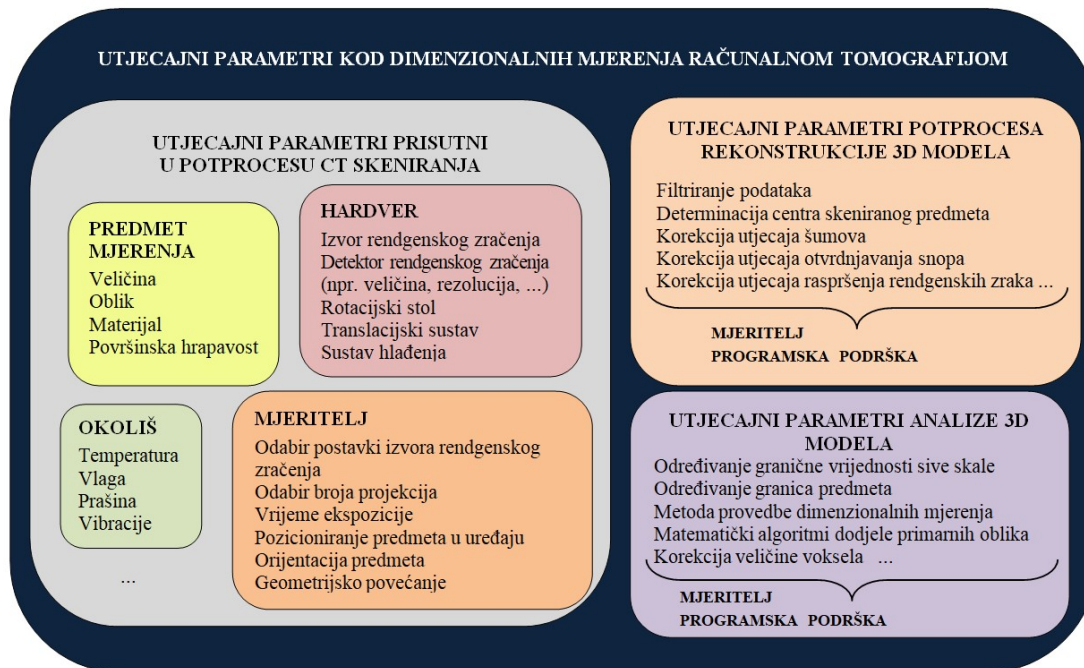 UTJECAJNI PARAMETRI KOD DIMENZIONALNIH MJERENJA RAČUNALNOM TOMOGRAFIJOM
UTJECAJNI PARAMETRI PRISUTNI
U POTPROCESU CT SKENIRANJA
PREDMET
MJERENJA
Veličina
Oblik
Materijal
Površinska hrapavost
HARDVER
Izvor rendgenskog zračenja
Detektor rendgenskog zračenja
(npr. veličina, rezolucija, ...)
Rotacijski stol
Translacijski sustav
Sustav hlađenja
OKOLIŠ
Temperatura
Vlaga
Prašina
Vibracije
...
MJERITELJ
Odabir postavki izvora rendgenskog
zračenja
Odabir broja projekcija
Vrijeme ekspozicije
Pozicioniranje predmeta u uređaju
Orijentacija predmeta
Geometrijsko povećanje
UTJECAJNI PARAMETRI POTPROCESA
REKONSTRUKCIJE 3D MODELA
Filtriranje podataka
Determinacija centra skeniranog predmeta
Korekcija utjecaja šumova
Korekcija utjecaja otvrdnjavanja snopa
Korekcija utjecaja raspršenja rendgenskih zraka ...
MJERITELJ
PROGRAMSKA PODRŠKA
UTJECAJNI PARAMETRI ANALIZE 3D
MODELA
Određivanje granične vrijednosti sive skale
Određivanje granica predmeta
Metoda provedbe dimenzionalnih mjerenja
Matematički algoritmi dodjele primarnih oblika
Korekcija veličine voksela ...
MJERITELJ
PROGRAMSKA PODRŠKA